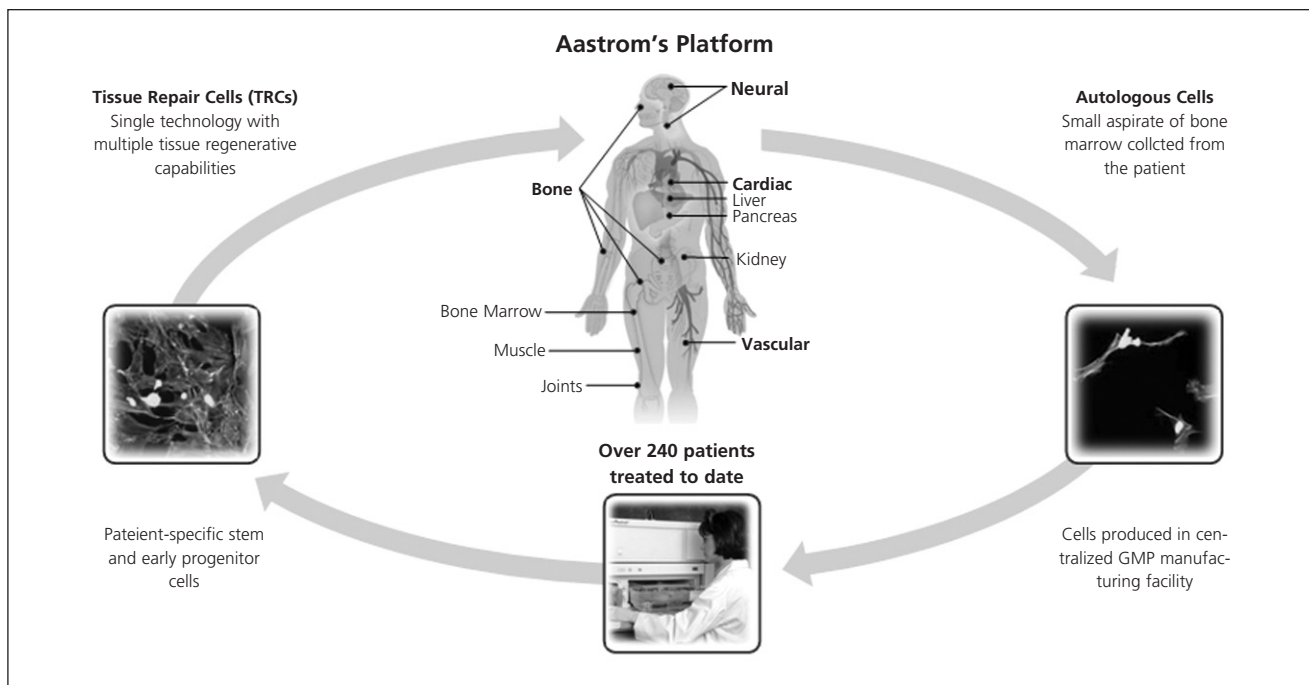 Aastrom's Platform
Tissue Repair Cells (TRCs)
Single technology with
multiple tissue regenerative
capabilities
Neural
Bone
Cardiac
Liver
Pancreas
Kidney
Bone Marrow
Muscle
Vascular
Joints
Autologous Cells
Small aspirate of bone
marrow collcted from
the patient
Over 240 patients
treated to date
Pateient-specific stem
and early progenitor
cells
Cells produced in cen-
tralized GMP manufac-
turing facility